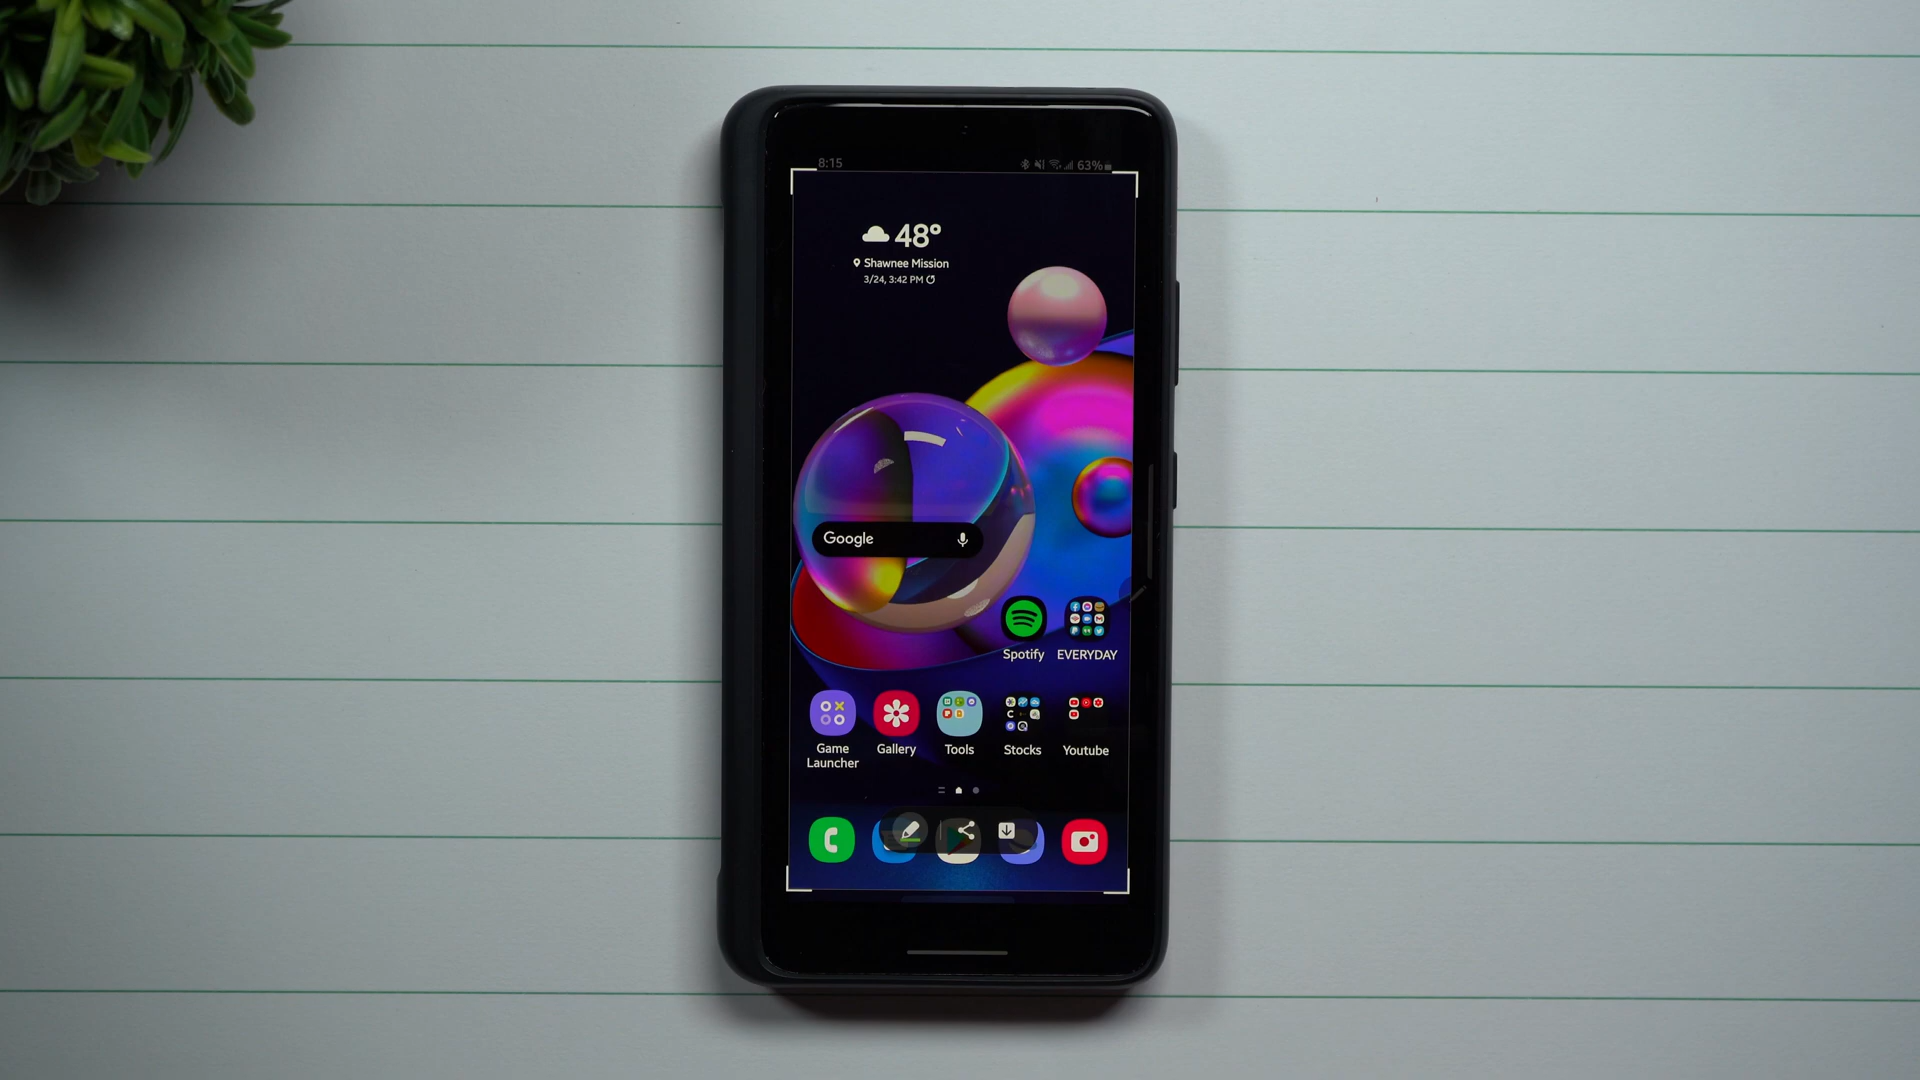 8:15 63%
48°
Shawnee Mission
3/24, 3:42 PM
Google
Spotify EVERYDAY
Game Launcher Gallery Tools Stocks Youtube